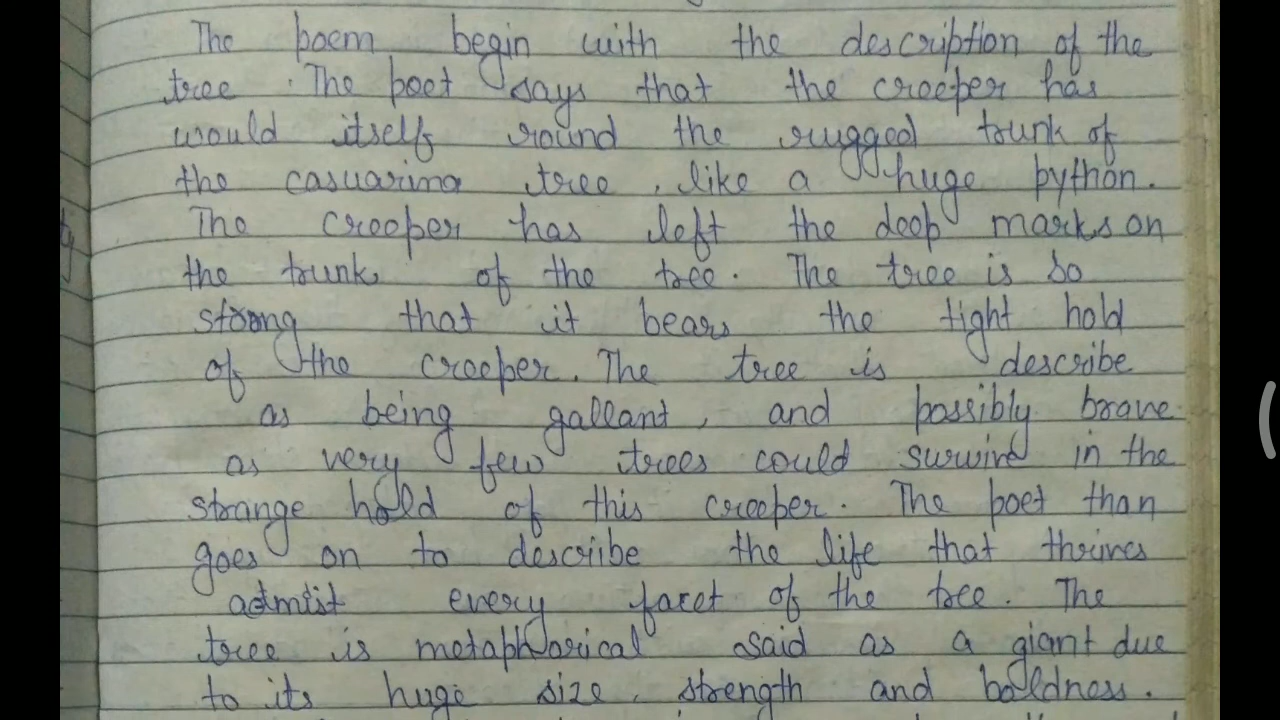 The poem begin with the description of the
tree. The poet says that the creeper has
would itself round the rugged trunk of
the casuarina tree, like a huge python.
The creeper has left the deep marks on
the trunk of the tree. The tree is so
strong that it bears the tight hold
of the creeper. The tree is describe
as being gallant, and possibly brave
as very few trees could survive in the
strange hold of this creeper. The poet than
goes on to describe the life that thrives
admist every facet of the tree. The
tree is metaphorical said as a giant due
to its huge size, strength and boldness.